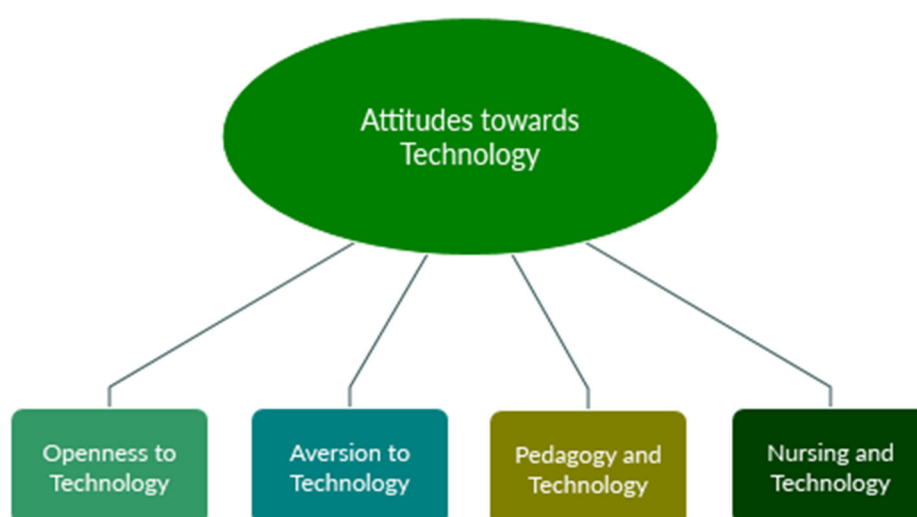 Attitudes towards
Technology
Openness to
Technology
Aversion to
Technology
Pedagogy and
Technology
Nursing and
Technology